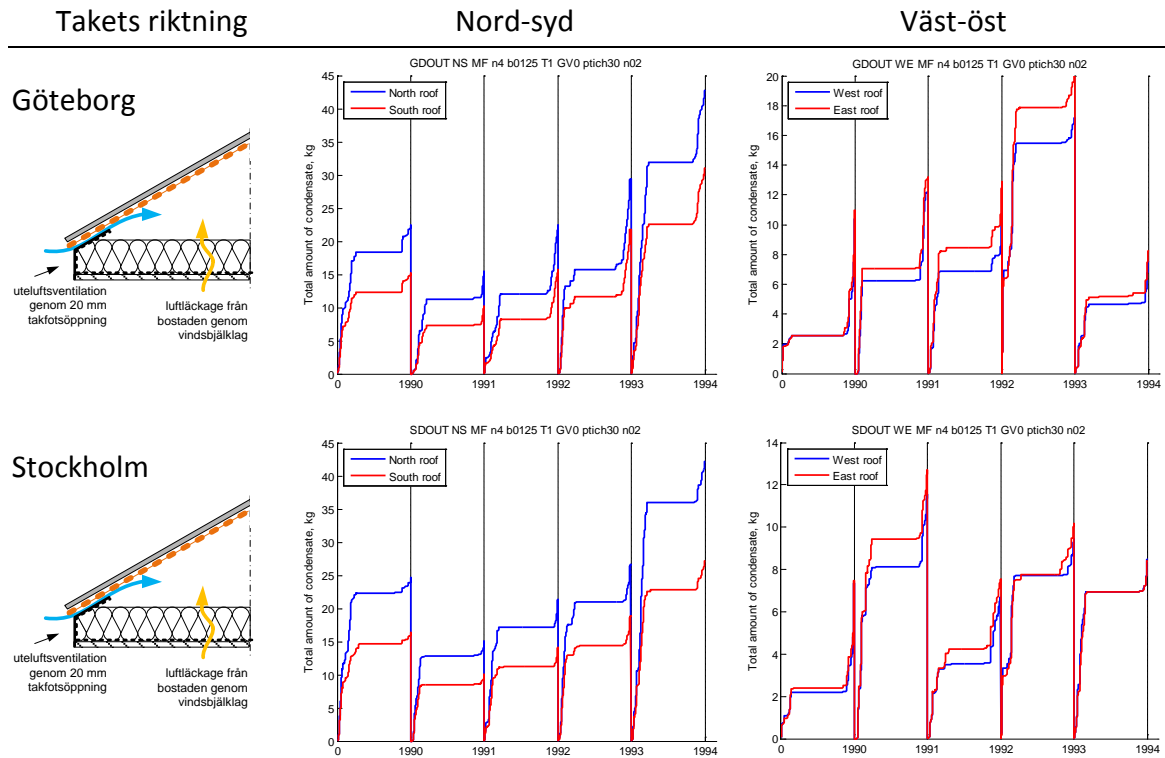 Takets riktning
Nord-syd
Väst-öst
Göteborg
uteluftsventilation
genom 20 mm
takfotsöppning
luftläckage från
bostaden genom
vindsbjälklag
GDOUT NS MF n4 b0125 T1 GV0 ptich30 n02
Total amount of condensate, kg
North roof
South roof
45
40
35
30
25
20
15
10
5
0
0
1990
1991
1992
1993
1994
GDOUT WE MF n4 b0125 T1 GV0 ptich30 n02
Total amount of condensate, kg
West roof
East roof
20
18
16
14
12
10
8
6
4
2
0
0
1990
1991
1992
1993
1994
Stockholm
uteluftsventilation
genom 20 mm
takfotsöppning
luftläckage från
bostaden genom
vindsbjälklag
SDOUT NS MF n4 b0125 T1 GV0 ptich30 n02
Total amount of condensate, kg
North roof
South roof
45
40
35
30
25
20
15
10
5
0
0
1990
1991
1992
1993
1994
SDOUT WE MF n4 b0125 T1 GV0 ptich30 n02
Total amount of condensate, kg
West roof
East roof
14
12
10
8
6
4
2
0
0
1990
1991
1992
1993
1994